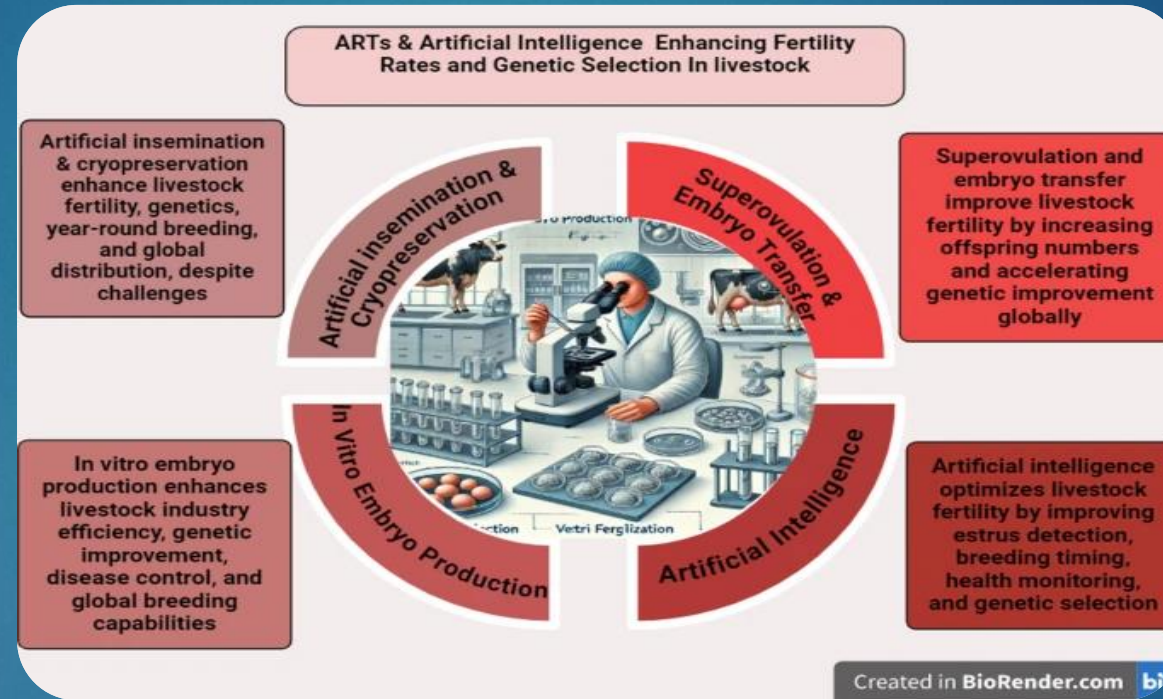 ARTs & Artificial Intelligence Enhancing Fertility
Rates and Genetic Selection In livestock
Artificial insemination
& cryopreservation
enhance livestock
fertility, genetics,
year-round breeding,
and global
distribution, despite
challenges
Artificial insemination &
Cryopreservation
Superovulation &
Embryo Transfer
Superovulation and
embryo transfer
improve livestock
fertility by increasing
offspring numbers
and accelerating
genetic improvement
globally
Production
In vitro embryo
production enhances
livestock industry
efficiency, genetic
improvement,
disease control, and
global breeding
capabilities
In Vitro Embryo Production
Vetri Ferglization
Artificial Intelligence
Artificial intelligence
optimizes livestock
fertility by improving
estrus detection,
breeding timing,
health monitoring,
and genetic selection
Created in BioRender.com